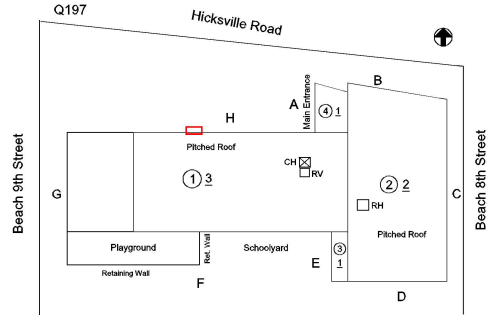 Q197
Hicksville Road
B
A
Main Entrance
④ 1
H
Pitched Roof
CH
RV
① 3
② 2
RH
Pitched Roof
Beach 9th Street
G
C
Beach 8th Street
Playground
Ret. Wall
Schoolyard
③
1
E
Retaining Wall
F
D